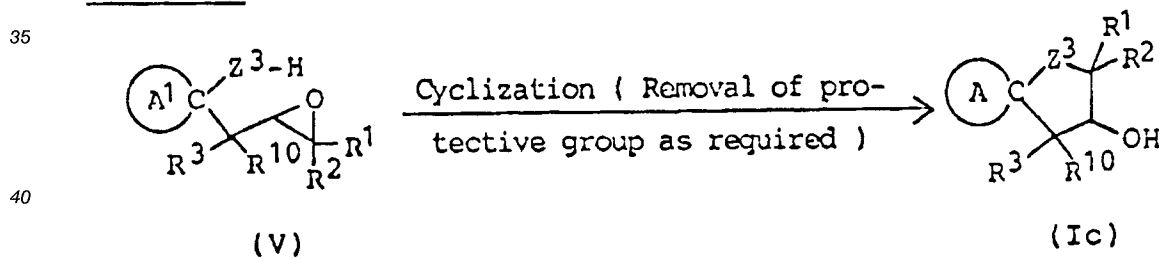 35
A¹ C Z³-H O R¹ R² R³ R¹⁰
Cyclization ( Removal of pro-
tective group as required )
A C Z³ R¹ R² OH R³ R¹⁰
40
(V)
(Ic)